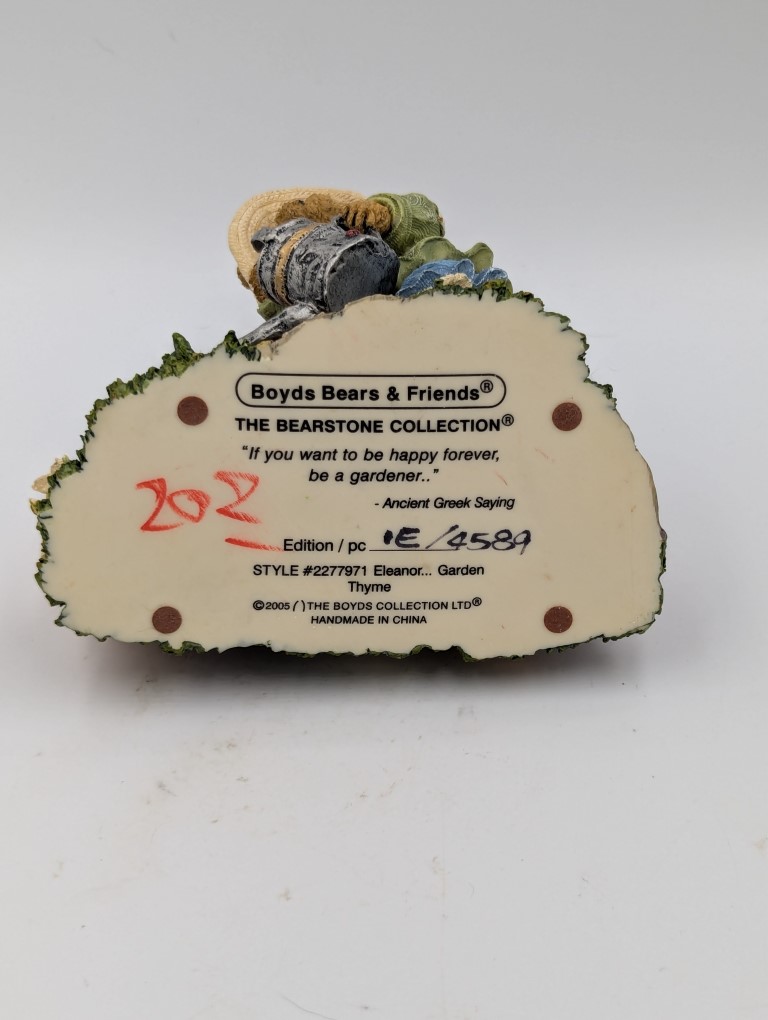 Boyds Bears & Friends®
THE BEARSTONE COLLECTION®
"If you want to be happy forever,
be a gardener.."
- Ancient Greek Saying
202
Edition / pc 1E/4589
STYLE #2277971 Eleanor... Garden
Thyme
©2005 ( ) THE BOYDS COLLECTION LTD®
HANDMADE IN CHINA